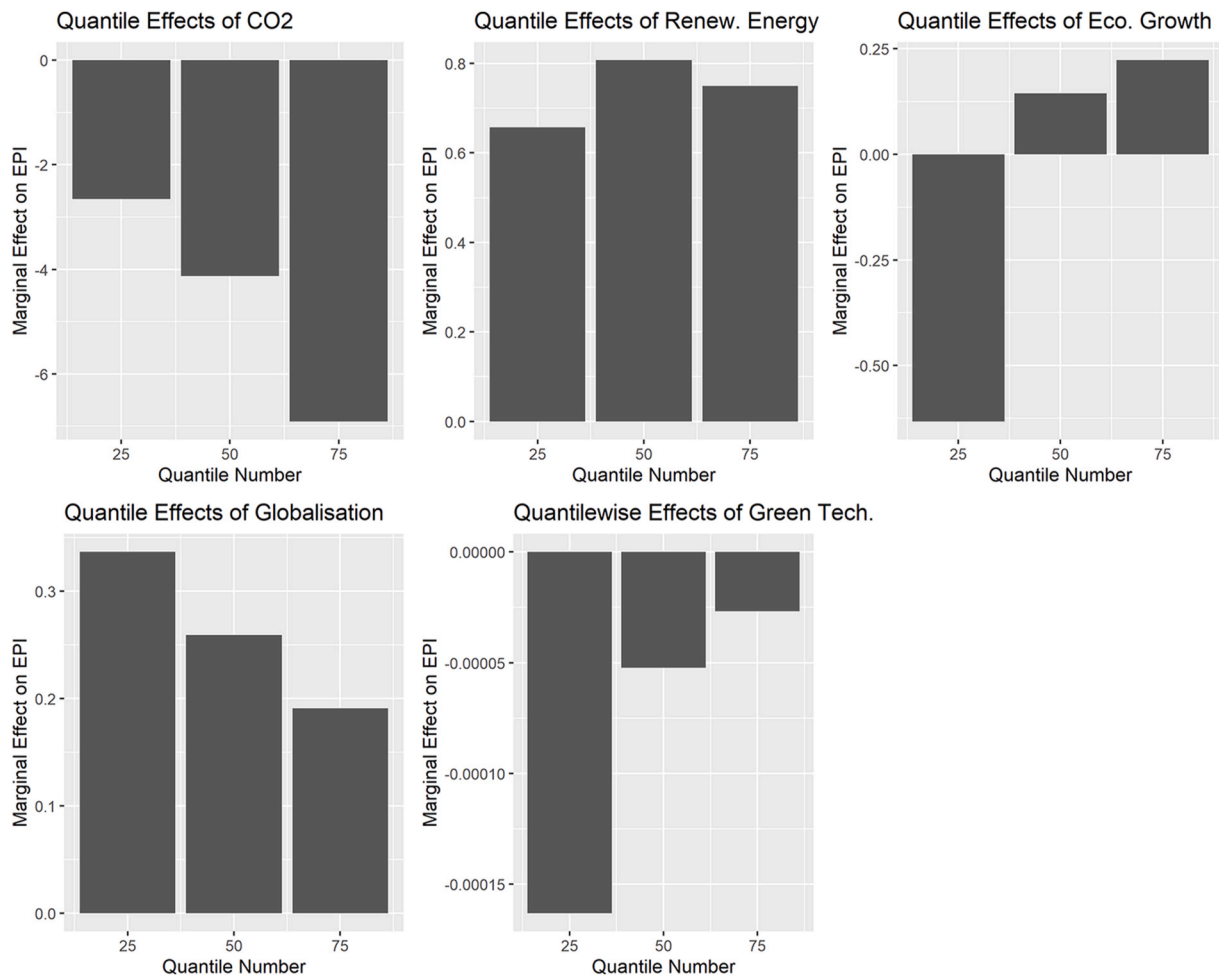 Quantile Effects of CO2
Marginal Effect on EPI
0
-2
-4
-6
25 50 75
Quantile Number
Quantile Effects of Renew. Energy
Marginal Effect on EPI
0.8
0.6
0.4
0.2
0.0
25 50 75
Quantile Number
Quantile Effects of Eco. Growth
Marginal Effect on EPI
0.25
0.00
-0.25
-0.50
25 50 75
Quantile Number
Quantile Effects of Globalisation
Marginal Effect on EPI
0.3
0.2
0.1
0.0
25 50 75
Quantile Number
Quantilewise Effects of Green Tech.
Marginal Effect on EPI
0.00000
-0.00005
-0.00010
-0.00015
25 50 75
Quantile Number